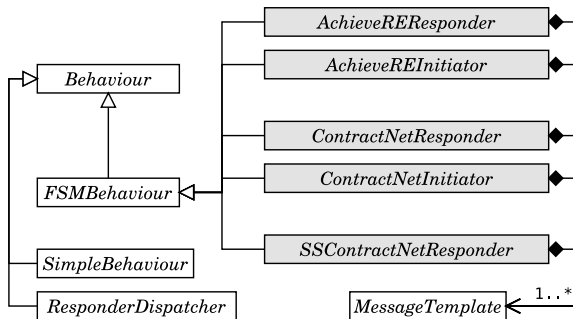 AchieveREResponder
AchieveREInitiator
Behaviour
ContractNetResponder
FSMBehaviour
ContractNetInitiator
SSContractNetResponder
SimpleBehaviour
ResponderDispatcher
MessageTemplate
1..*